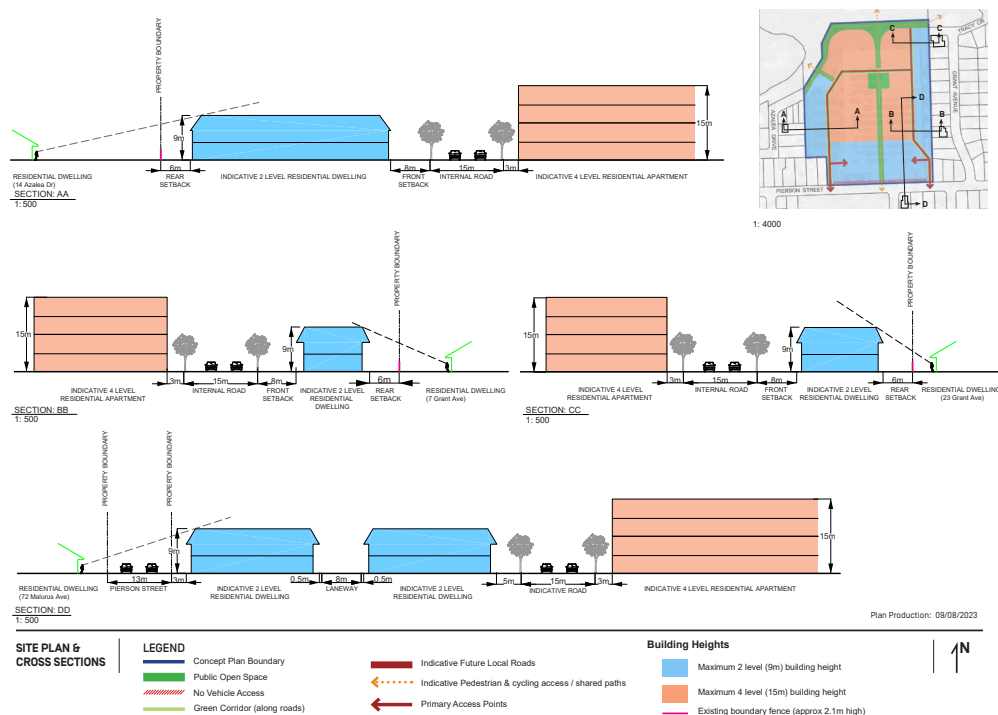 PROPERTY BOUNDARY
9m
15m
6m
8m
15m
3m
RESIDENTIAL DWELLING
(14 Azalea Dr)
REAR
SETBACK
INDICATIVE 2 LEVEL RESIDENTIAL DWELLING
FRONT
SETBACK
INTERNAL ROAD
INDICATIVE 4 LEVEL RESIDENTIAL APARTMENT
SECTION: AA
1: 500
C
C
TRACY CR
GRANT AVENUE
D
A
A
B
B
AZALEA DRIVE
PIERSON STREET
D
1: 4000
PROPERTY BOUNDARY
15m
9m
3m
15m
8m
6m
INDICATIVE 4 LEVEL
RESIDENTIAL APARTMENT
INTERNAL ROAD
FRONT
SETBACK
INDICATIVE 2 LEVEL
RESIDENTIAL
DWELLING
REAR
SETBACK
RESIDENTIAL DWELLING
(7 Grant Ave)
SECTION: BB
1: 500
PROPERTY BOUNDARY
15m
9m
3m
15m
8m
6m
INDICATIVE 4 LEVEL
RESIDENTIAL APARTMENT
INTERNAL ROAD
FRONT
SETBACK
INDICATIVE 2 LEVEL
RESIDENTIAL DWELLING
REAR
SETBACK
RESIDENTIAL DWELLING
(23 Grant Ave)
SECTION: CC
1: 500
PROPERTY BOUNDARY
PROPERTY BOUNDARY
9m
15m
13m
3m
0.5m
8m
0.5m
5m
15m
3m
RESIDENTIAL DWELLING
(72 Malurus Ave)
PIERSON STREET
INDICATIVE 2 LEVEL
RESIDENTIAL DWELLING
LANEWAY
INDICATIVE 2 LEVEL
RESIDENTIAL DWELLING
INDICATIVE ROAD
INDICATIVE 4 LEVEL RESIDENTIAL APARTMENT
SECTION: DD
1: 500
Plan Production: 09/08/2023
SITE PLAN &
CROSS SECTIONS
LEGEND
Concept Plan Boundary
Public Open Space
No Vehicle Access
Green Corridor (along roads)
Indicative Future Local Roads
Indicative Pedestrian & cycling access / shared paths
Primary Access Points
Building Heights
Maximum 2 level (9m) building height
Maximum 4 level (15m) building height
Existing boundary fence (approx 2.1m high)
N